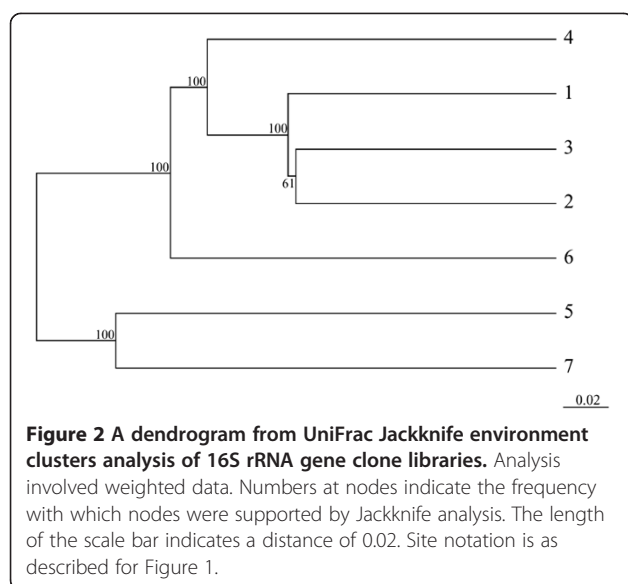 4
100
1
100
3
100
61
2
6
5
100
7
0.02
Figure 2 A dendrogram from UniFrac Jackknife environment
clusters analysis of 16S rRNA gene clone libraries. Analysis
involved weighted data. Numbers at nodes indicate the frequency
with which nodes were supported by Jackknife analysis. The length
of the scale bar indicates a distance of 0.02. Site notation is as
described for Figure 1.